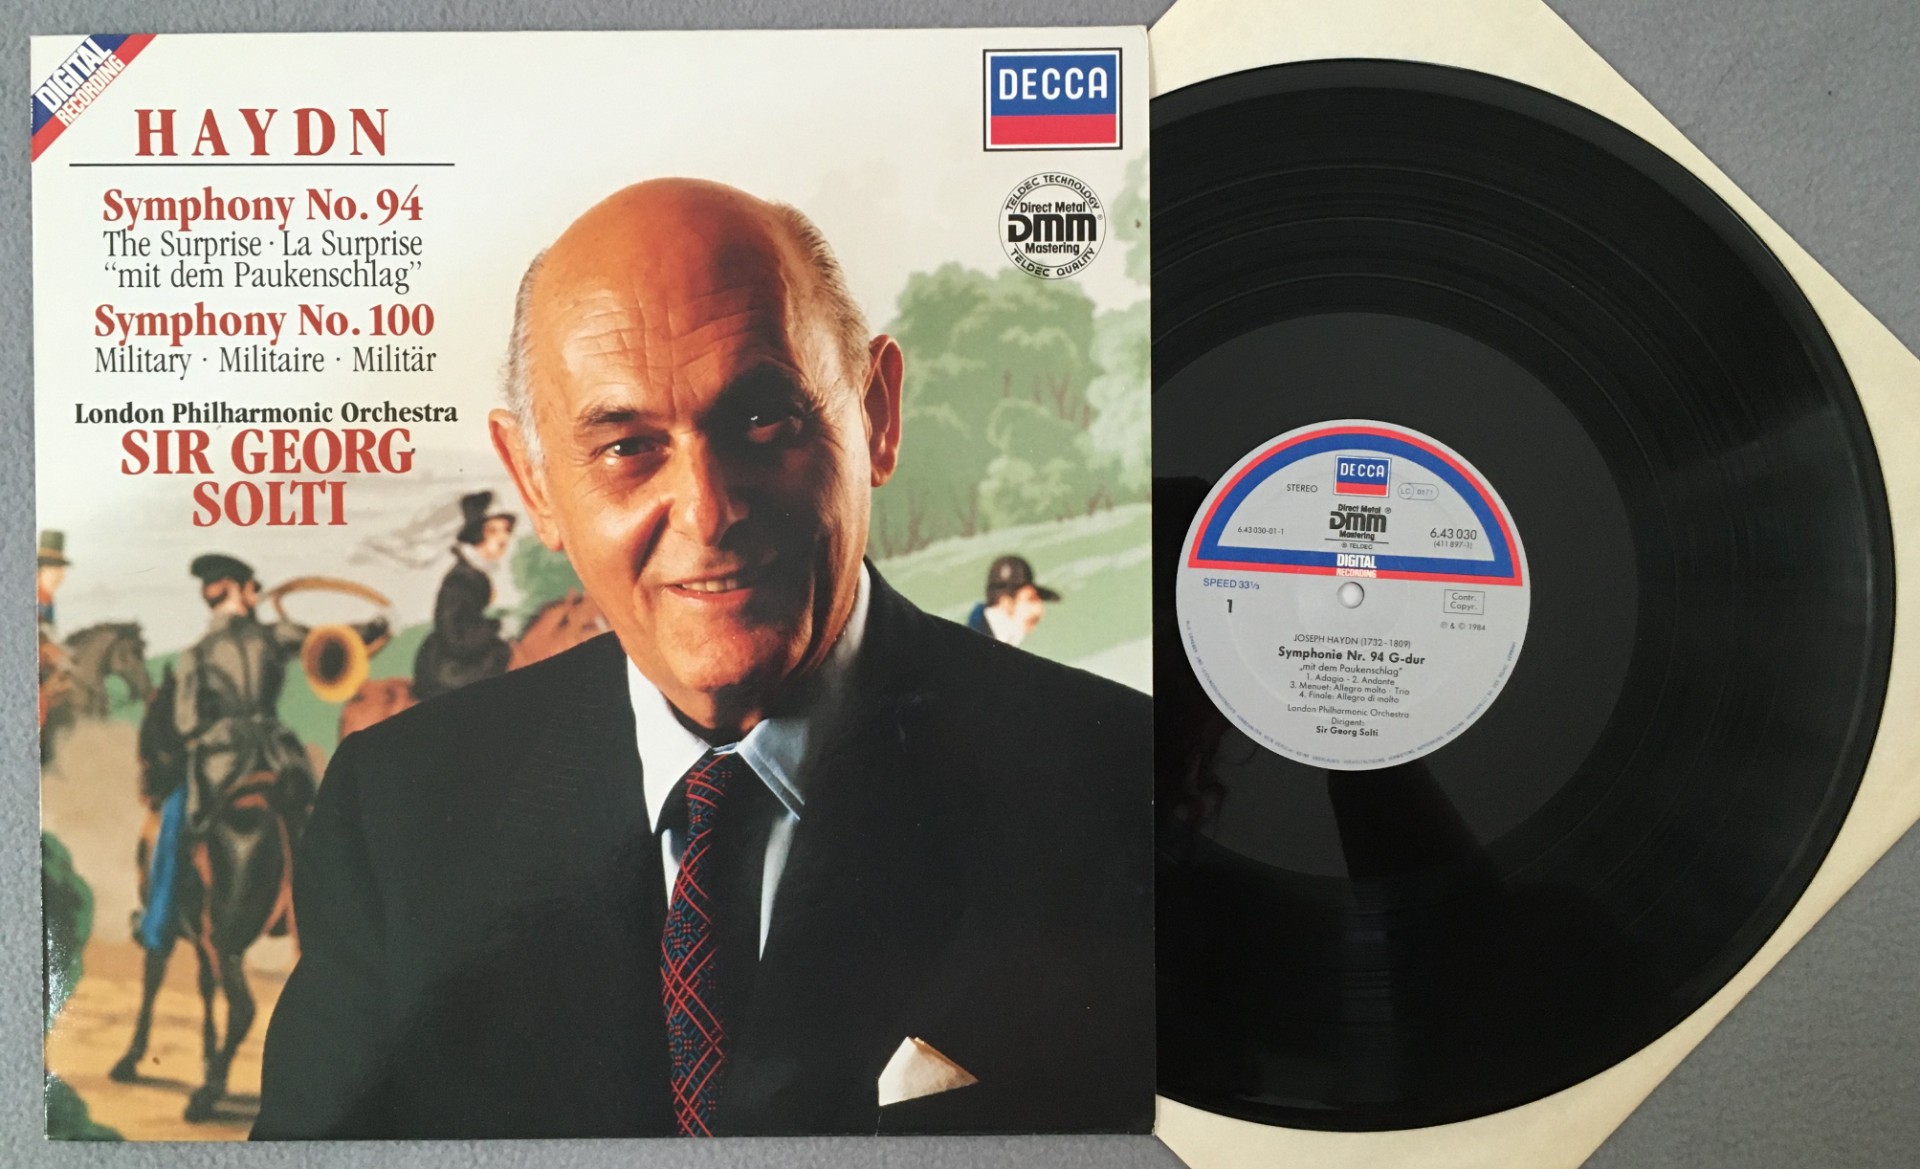 DIGITAL
RECORDING
HAYDN
Symphony No. 94
The Surprise · La Surprise
“mit dem Paukenschlag”
Symphony No. 100
Military · Militaire · Militär
London Philharmonic Orchestra
SIR GEORG
SOLTI
DECCA
TELDEC TECHNOLOGY
Direct Metal
DMM®
Mastering
TELDEC QUALITY
DECCA
STEREO
LC 0171
Direct Metal ®
DMM
Mastering
® TELDEC
6.43 030-01-1
6.43 030
(411 897-1)
DIGITAL
RECORDING
SPEED 33⅓
1
Contr.
Copyr.
℗ & © 1984
JOSEPH HAYDN (1732–1809)
Symphonie Nr. 94 G-dur
„mit dem Paukenschlag”
1. Adagio - 2. Andante
3. Menuet: Allegro molto - Trio
4. Finale: Allegro di molto
London Philharmonic Orchestra
Dirigent:
Sir Georg Solti